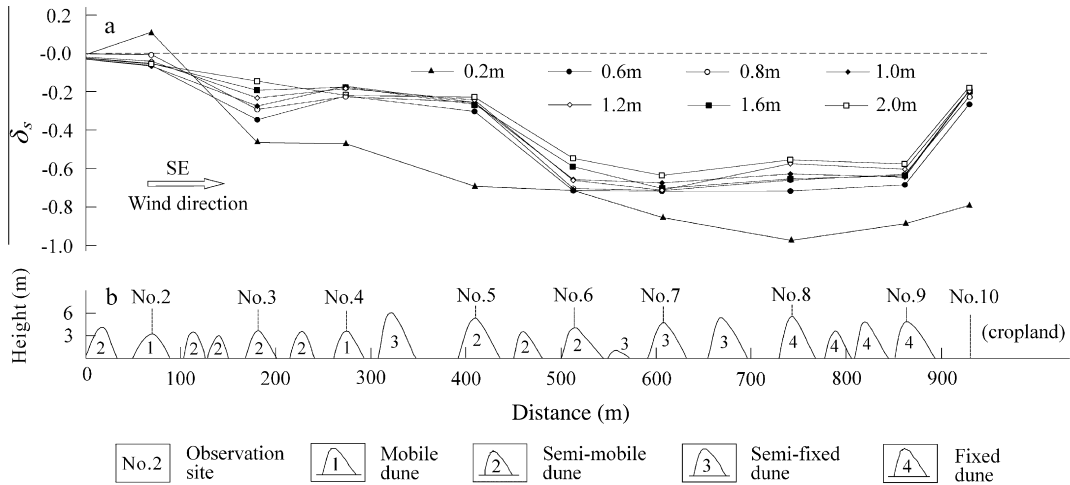 0.2
a
-0.0
0.2m
0.6m
0.8m
1.0m
-0.2
1.2m
1.6m
2.0m
-0.4
δs
-0.6
SE
Wind direction
-0.8
-1.0
Height (m)
b
No.2
No.3
No.4
No.5
No.6
No.7
No.8
No.9
No.10
6
3
(cropland)
2
1
2
2
2
2
1
3
2
2
2
3
3
3
4
4
4
4
0
100
200
300
400
500
600
700
800
900
Distance (m)
No.2
Observation
site
1
Mobile
dune
2
Semi-mobile
dune
3
Semi-fixed
dune
4
Fixed
dune